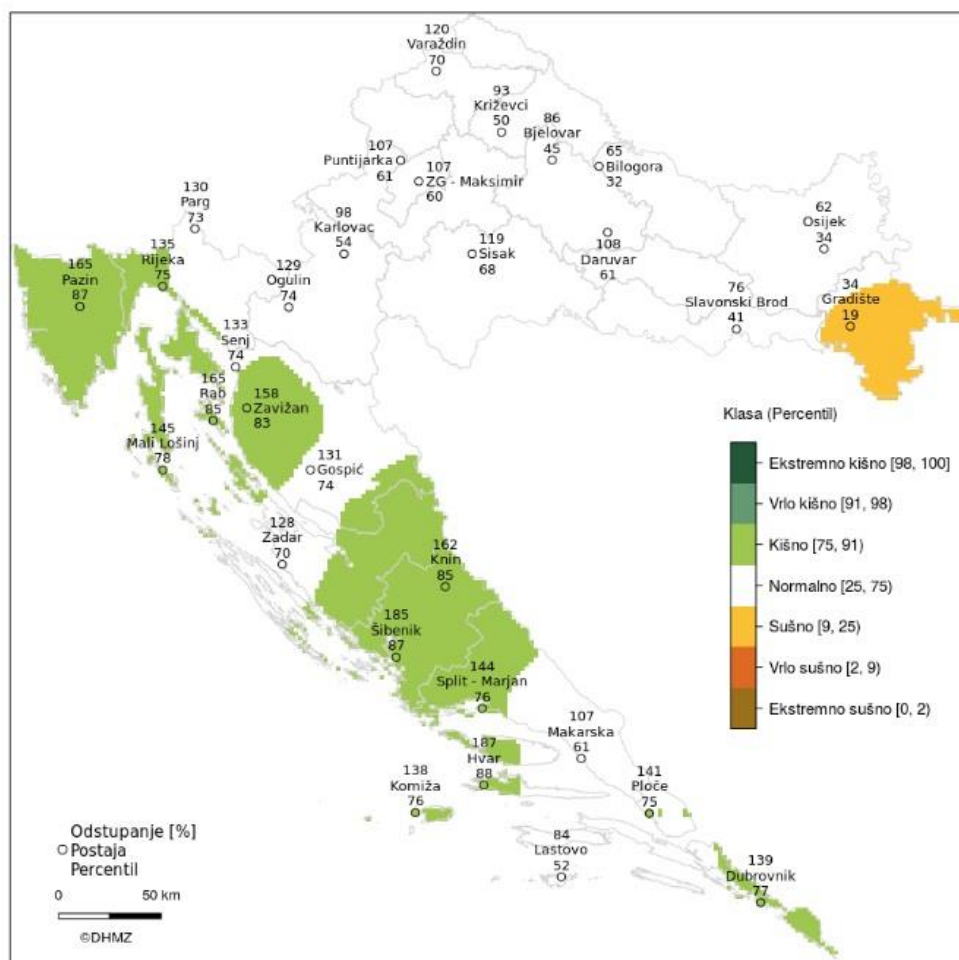 120
Varaždin
70
93
Križevci
50
86
Bjelovar
45
107
Puntijarka
61
107
ZG - Maksimir
60
65
Bilogora
32
130
Parg
73
98
Karlovac
54
119
Sisak
68
108
Daruvar
61
62
Osijek
34
135
Rijeka
75
165
Pazin
87
129
Ogulin
74
76
Slavonski Brod
41
34
Gradište
19
133
Senj
74
165
Rab
85
158
Zavižan
83
145
Mali Lošinj
78
131
Gospić
74
128
Zadar
70
162
Knin
85
185
Šibenik
87
144
Split - Marjan
76
107
Makarska
61
187
Hvar
88
138
Komiža
76
141
Ploče
75
84
Lastovo
52
139
Dubrovnik
77
Klasa (Percentil)
Ekstremno kišno [98, 100]
Vrlo kišno [91, 98)
Kišno [75, 91)
Normalno [25, 75)
Sušno [9, 25)
Vrlo sušno [2, 9)
Ekstremno sušno [0, 2)
Odstupanje [%]
Postaja
Percentil
0 50 km
©DHMZ